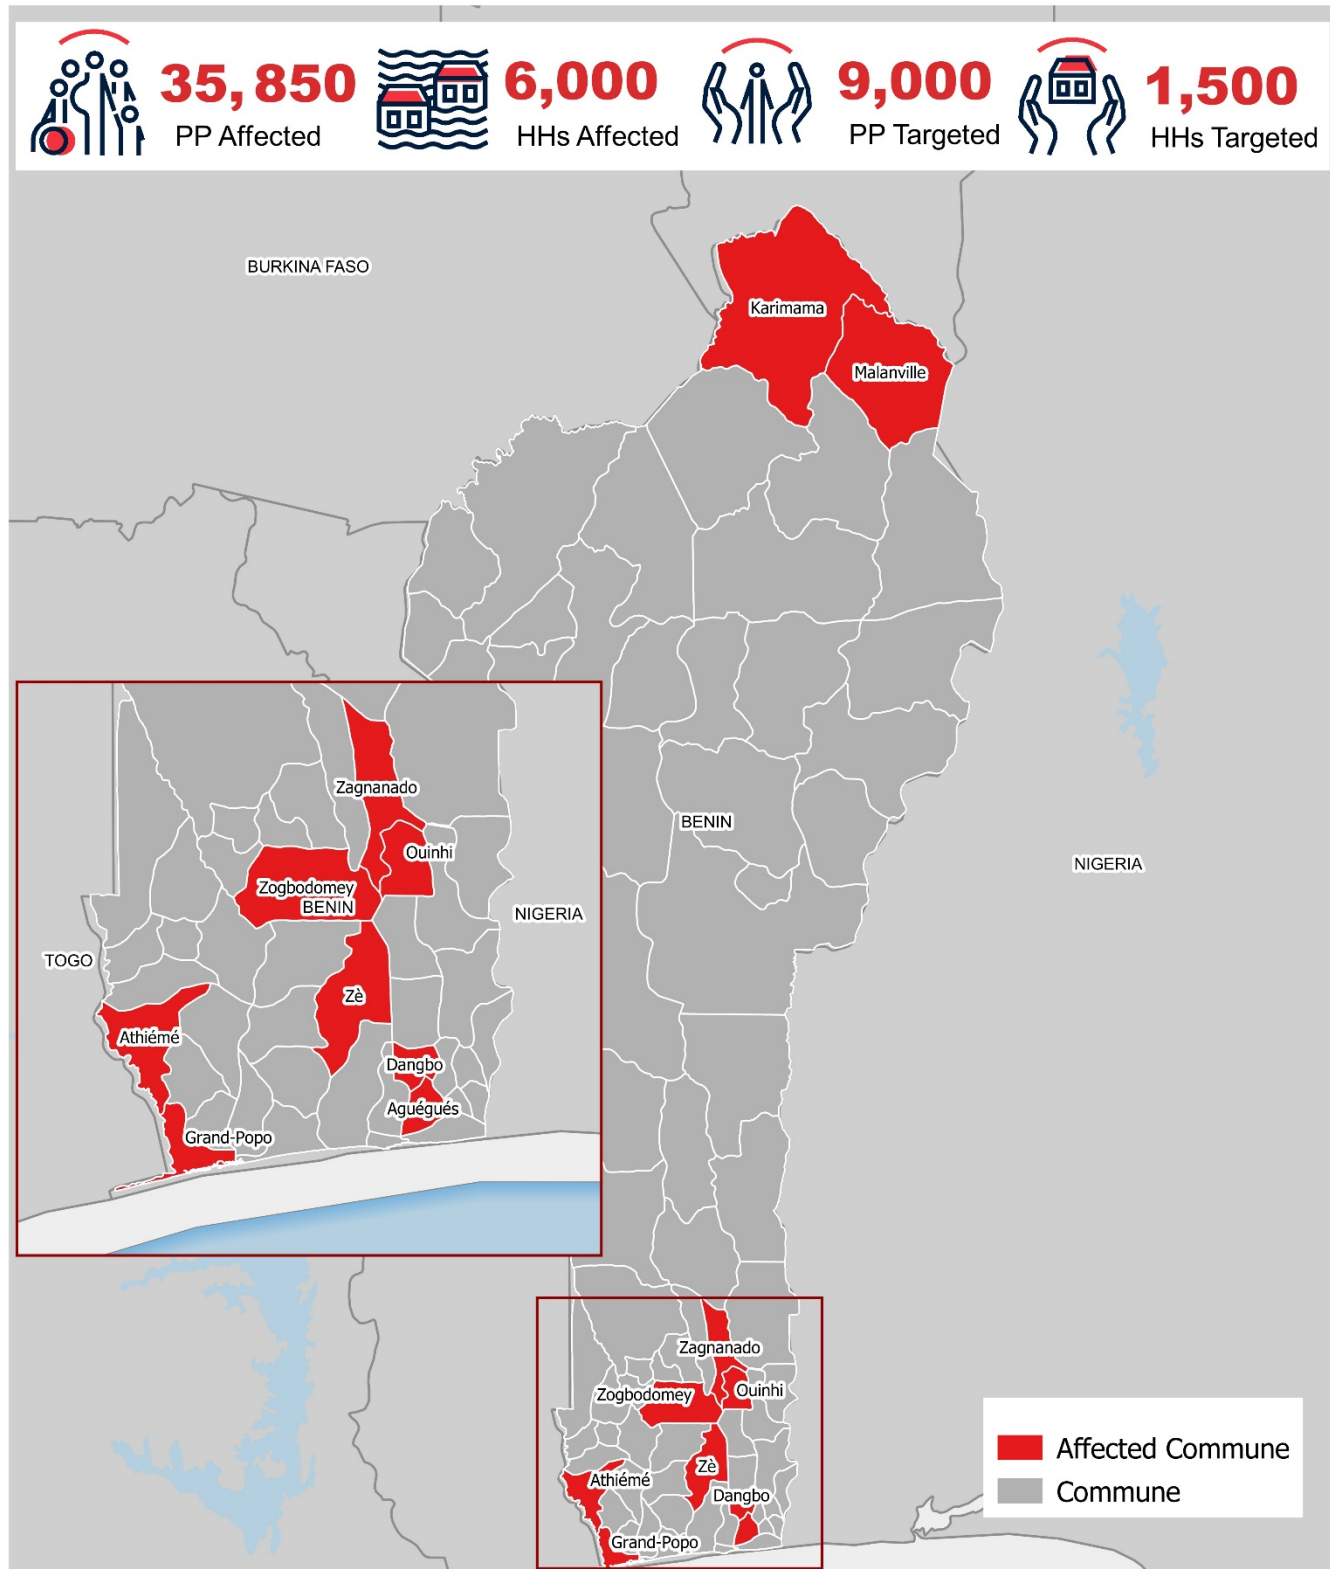 35,850
PP Affected
6,000
HHs Affected
9,000
PP Targeted
1,500
HHs Targeted
BURKINA FASO
Karimama
Malanville
BENIN
NIGERIA
Zagnanado
Ouinhi
Zogbodomey
BENIN
NIGERIA
TOGO
Zè
Athiémé
Dangbo
Aguégués
Grand-Popo
Zagnanado
Zogbodomey
Ouinhi
Zè
Athiémé
Dangbo
Grand-Popo
Affected Commune
Commune